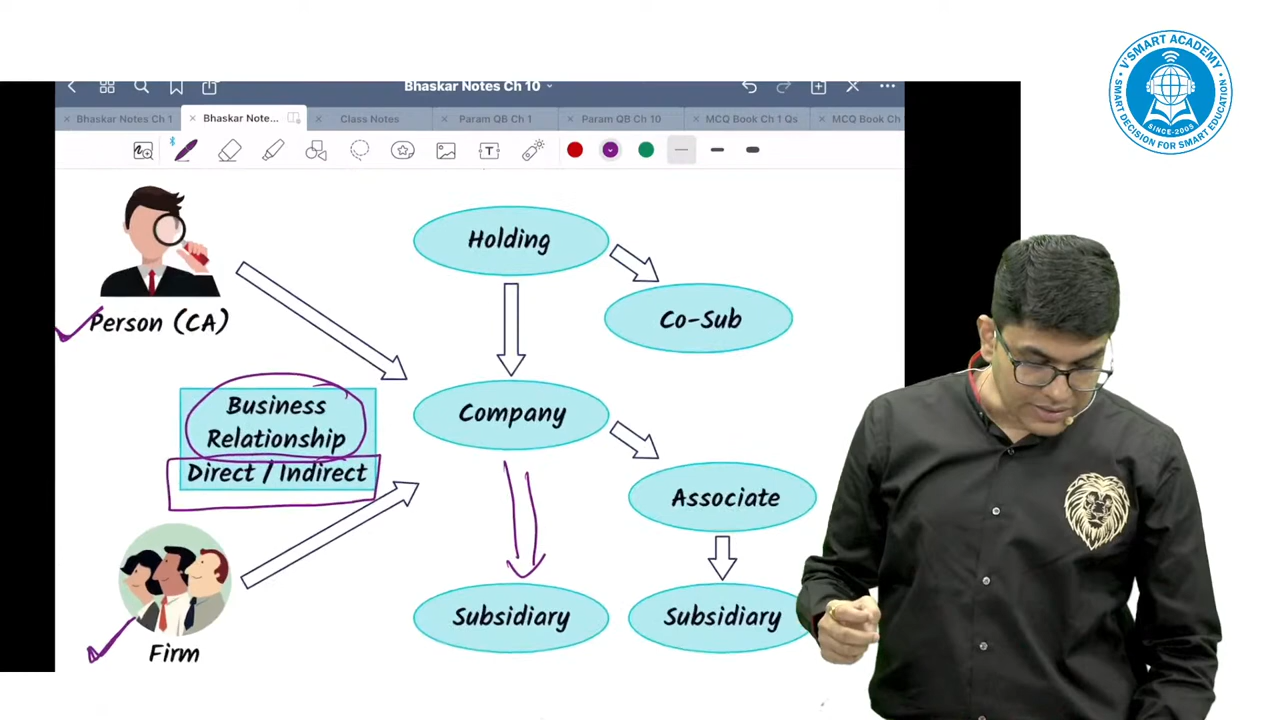 Bhaskar Notes Ch 10
Bhaskar Notes Ch 1
Bhaskar Note...
Class Notes
Param QB Ch 1
Param QB Ch 10
MCQ Book Ch 1 Qs
MCQ Book Ch
T
V'SMART ACADEMY
SINCE-2005
SMART DECISION FOR SMART EDUCATION
Holding
Co-Sub
Person (CA)
Business
Relationship
Direct / Indirect
Company
Associate
Subsidiary
Subsidiary
Firm